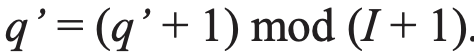 q’ = (q’ + 1) mod (I + 1).